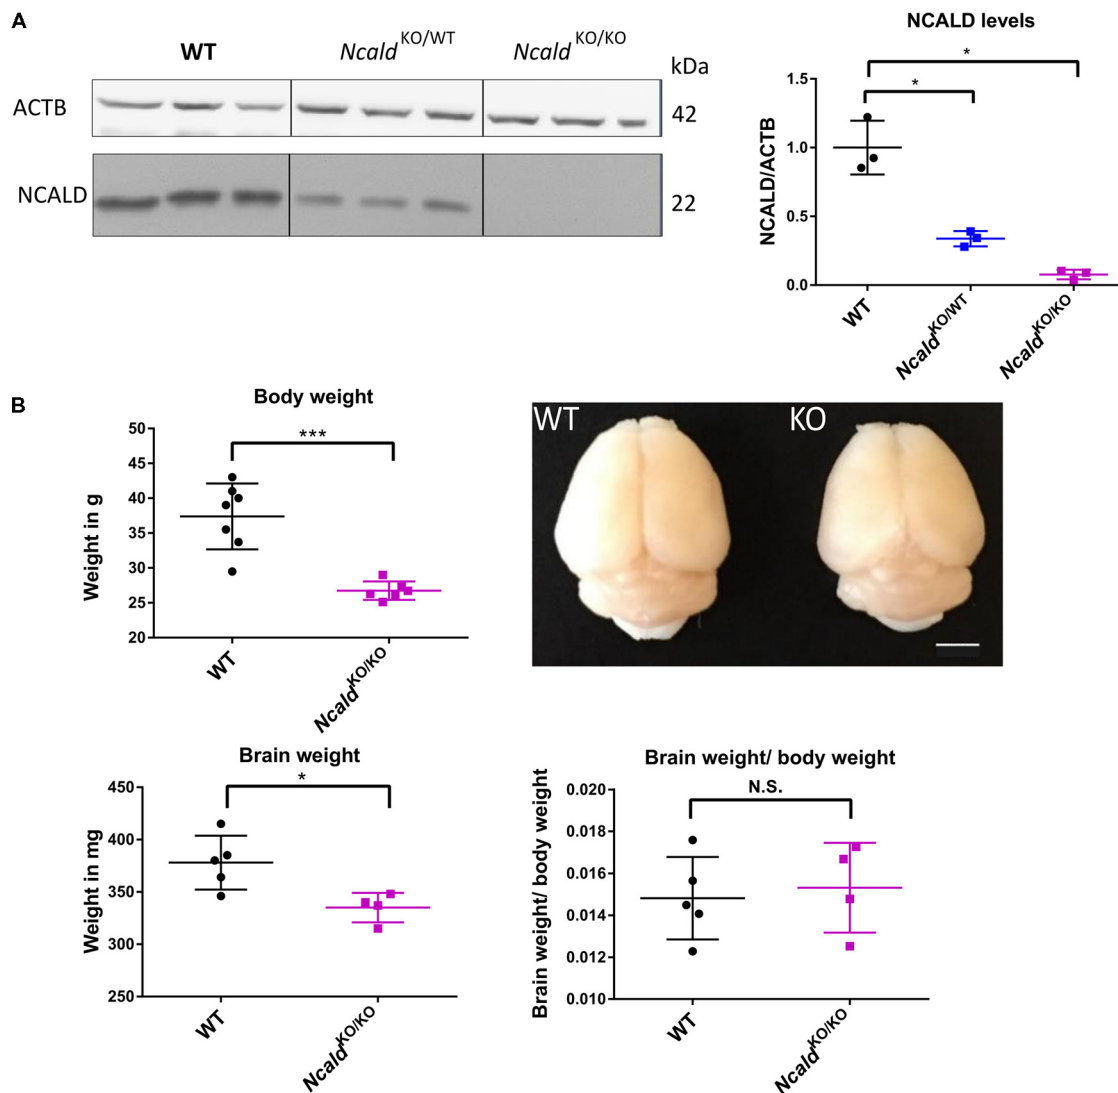 A
WT
Ncald KO/WT
Ncald KO/KO
kDa
ACTB
42
NCALD
22
NCALD levels
*
*
NCALD/ACTB
1.5
1.0
0.5
0.0
WT
Ncald KO/WT
Ncald KO/KO
B
Body weight
***
Weight in g
50
45
40
35
30
25
20
WT
Ncald KO/KO
WT
KO
Brain weight
*
Weight in mg
450
400
350
300
250
WT
Ncald KO/KO
Brain weight/ body weight
N.S.
Brain weight/ body weight
0.020
0.018
0.016
0.014
0.012
0.010
WT
Ncald KO/KO